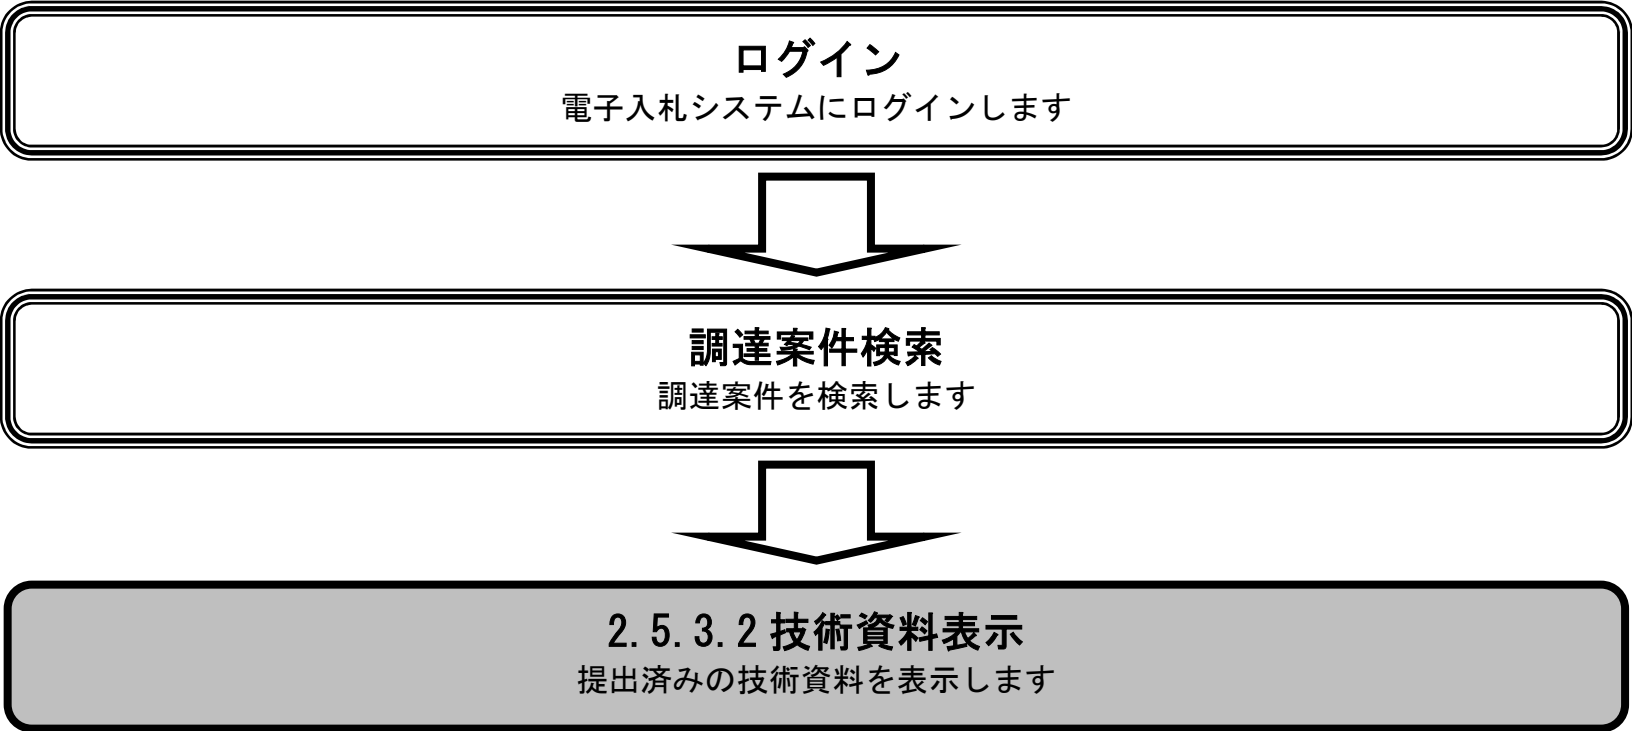 ログイン
電子入札システムにログインします
調達案件検索
調達案件を検索します
2.5.3.2技術資料表示
提出済みの技術資料を表示します